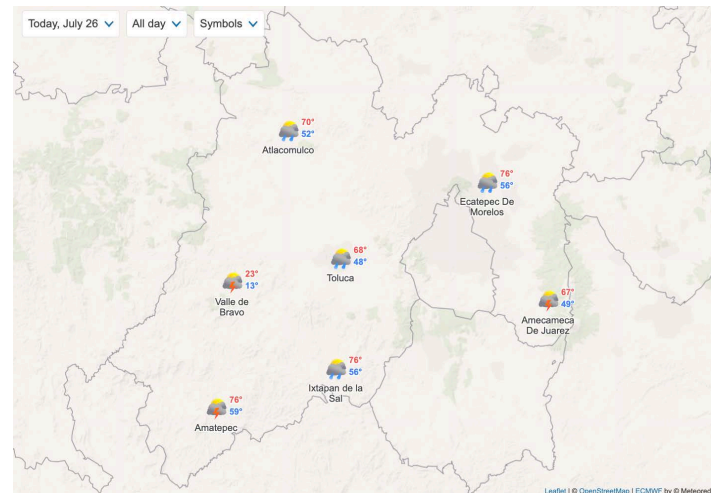 Today, July 26
All day
Symbols
70°
52°
Atlacomulco
76°
56°
Ecatepec De
Morelos
68°
48°
Toluca
23°
13°
Valle de
Bravo
67°
49°
Amecameca
De Juarez
76°
56°
Ixtapan de la
Sal
76°
59°
Amatepec
Leaflet | © OpenStreetMap | ECMWF by © Meteored